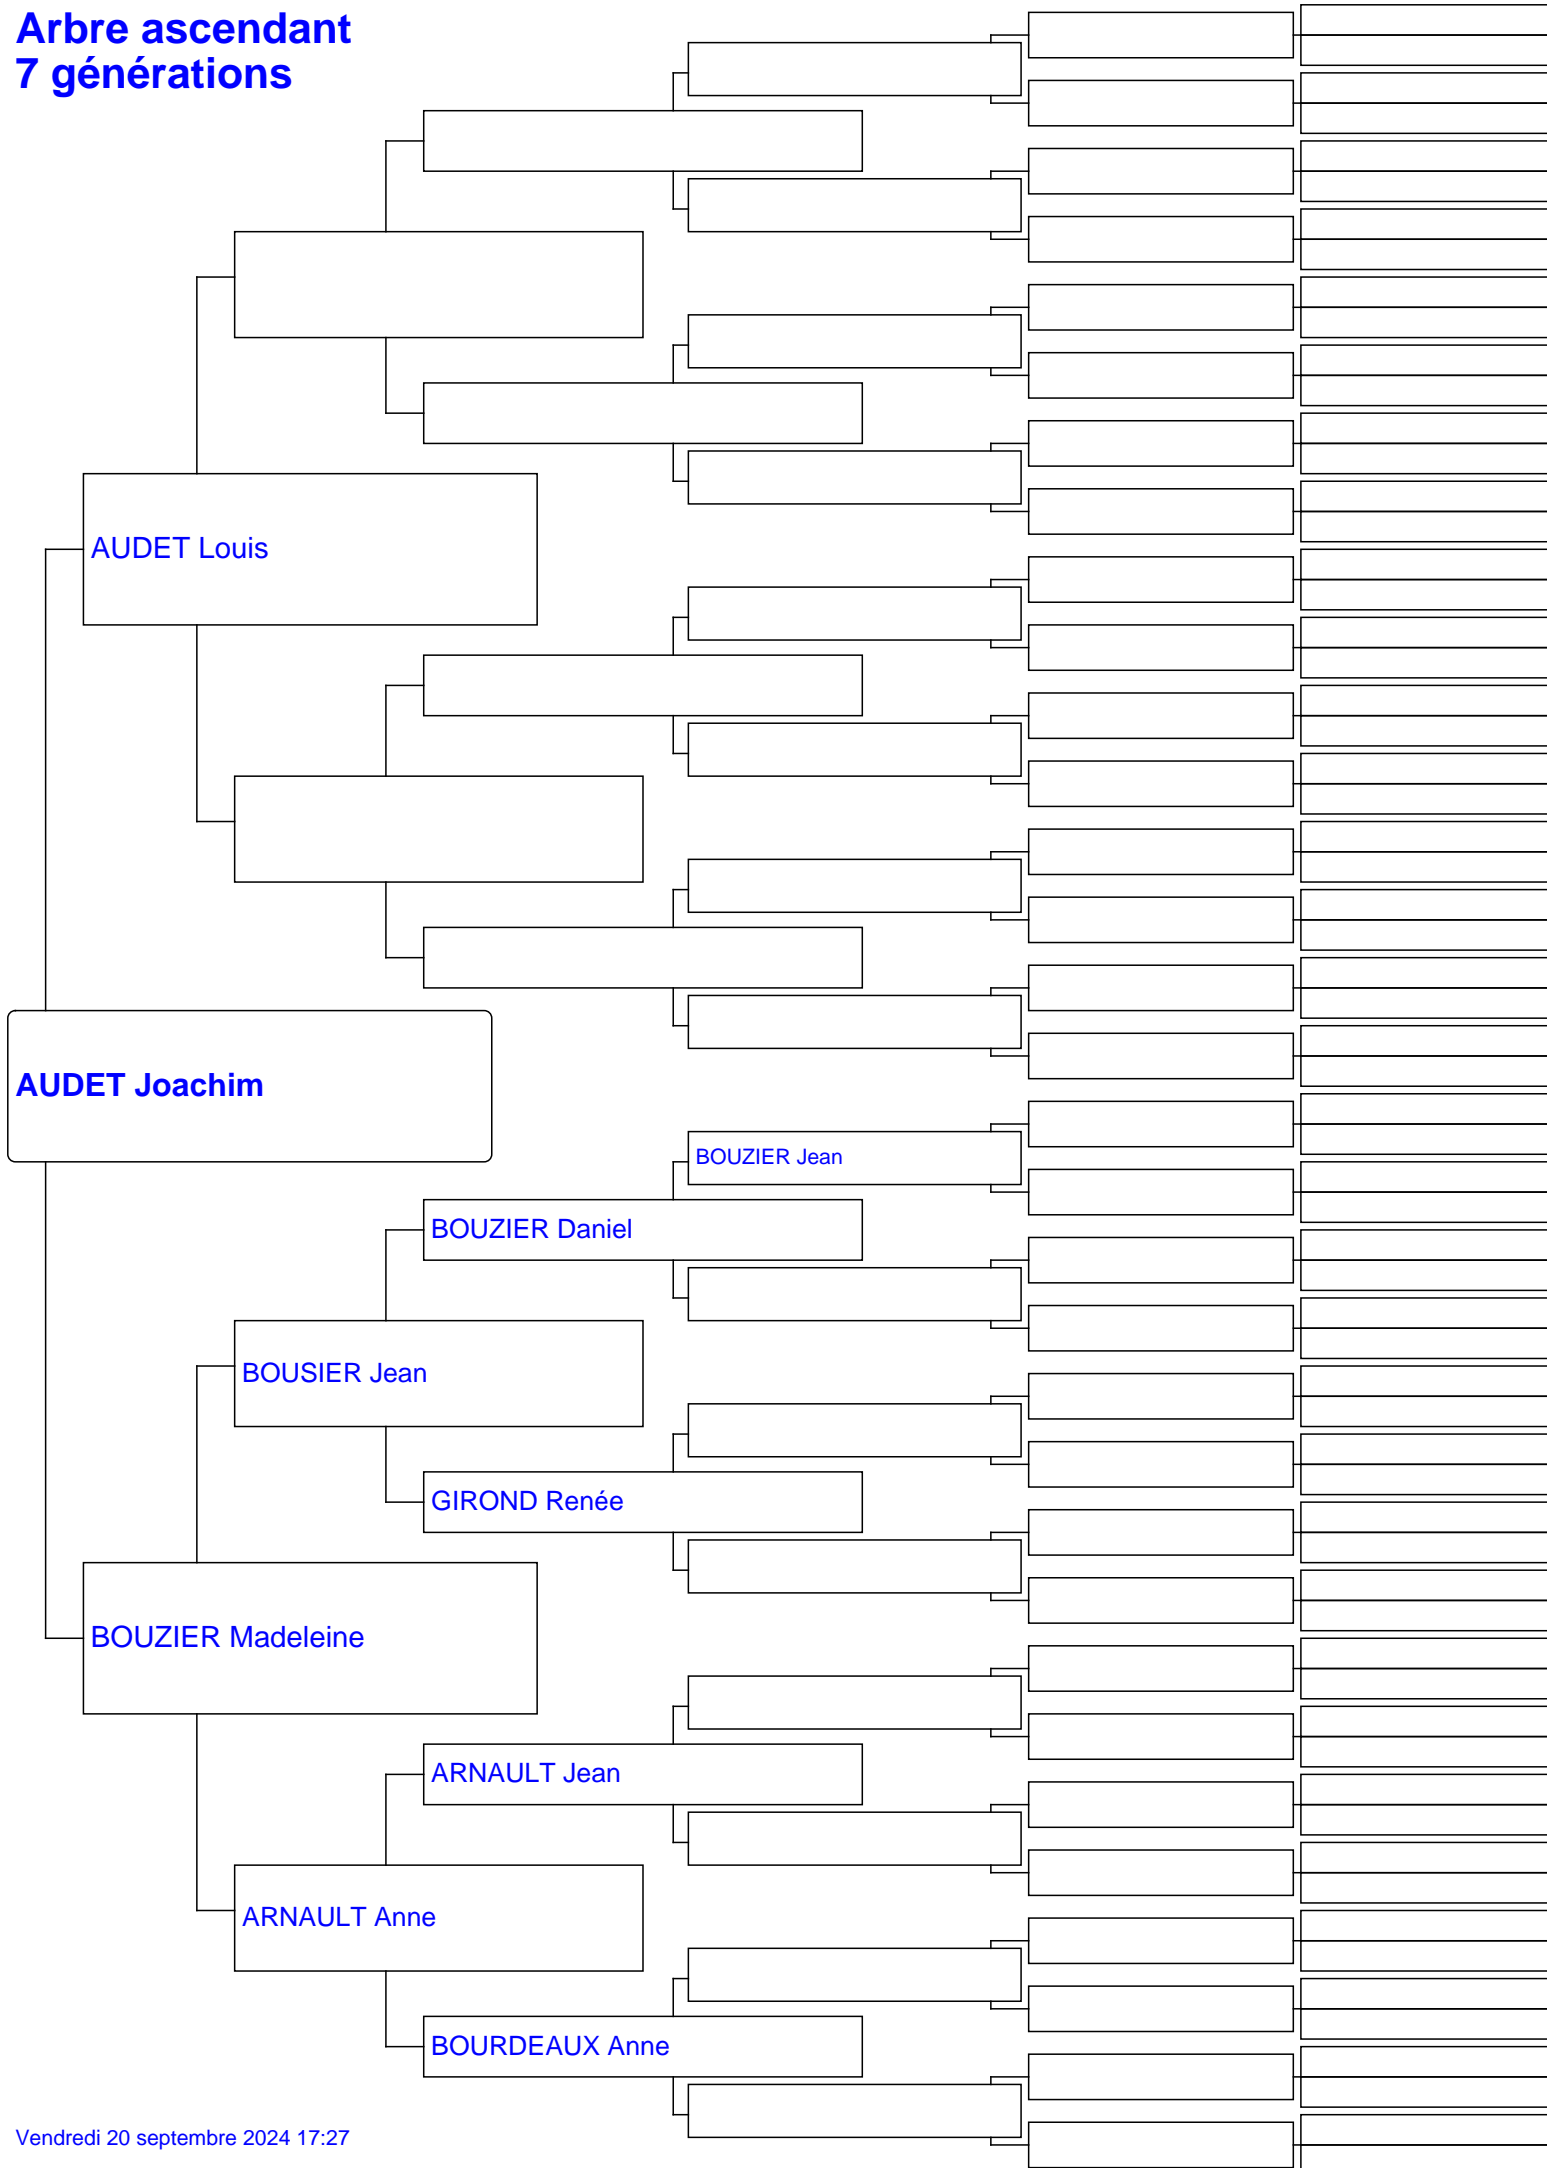 Arbre ascendant
7 générations
AUDET Louis
AUDET Joachim
BOUZIER Jean
BOUZIER Daniel
BOUSIER Jean
GIROND Renée
BOUZIER Madeleine
ARNAULT Jean
ARNAULT Anne
BOURDEAUX Anne
Vendredi 20 septembre 2024 17:27